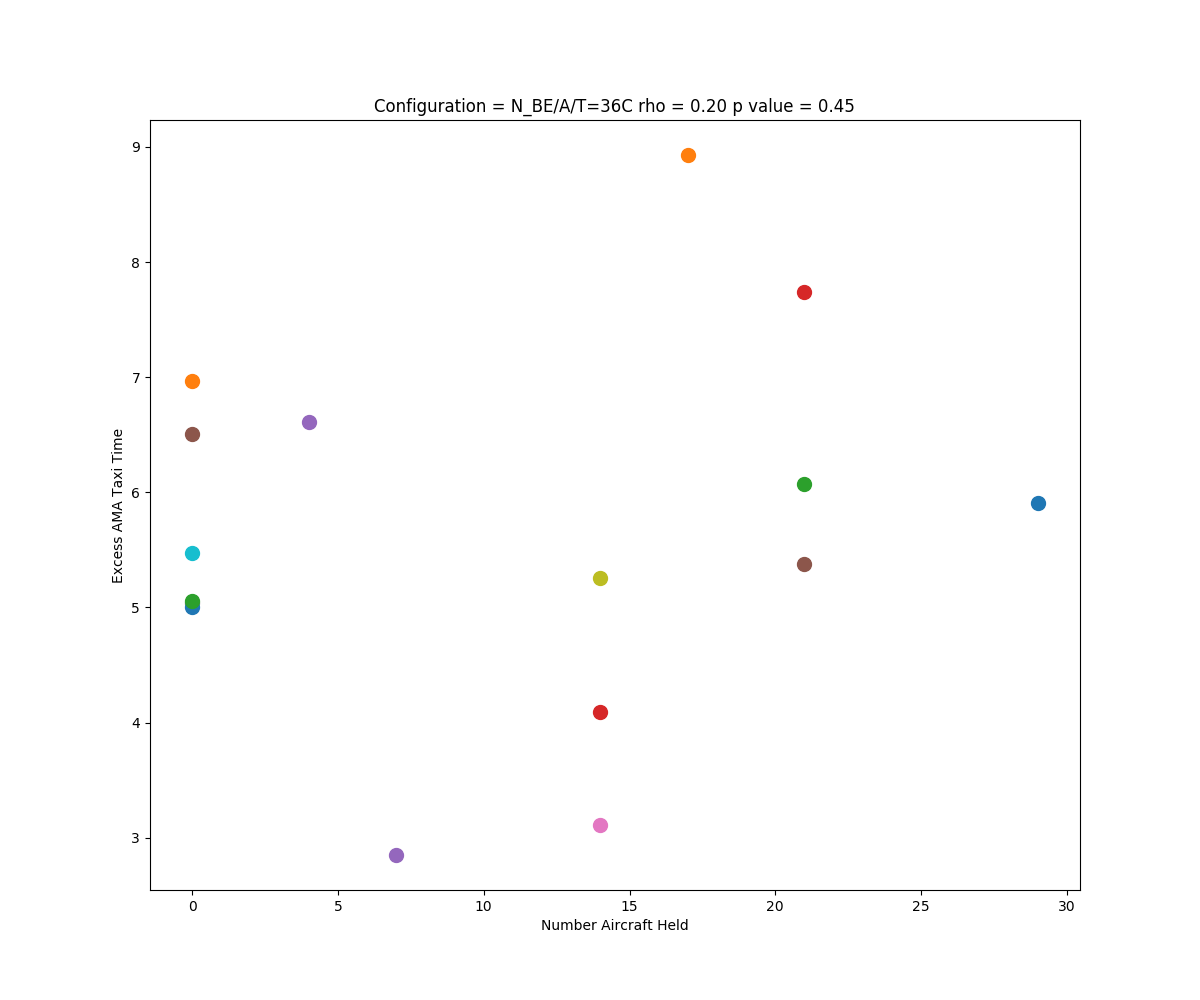 Configuration = N_BE/A/T=36C rho = 0.20 p value = 0.45
9
8
7
6
5
4
3
Excess AMA Taxi Time
0 5 10 15 20 25 30
Number Aircraft Held